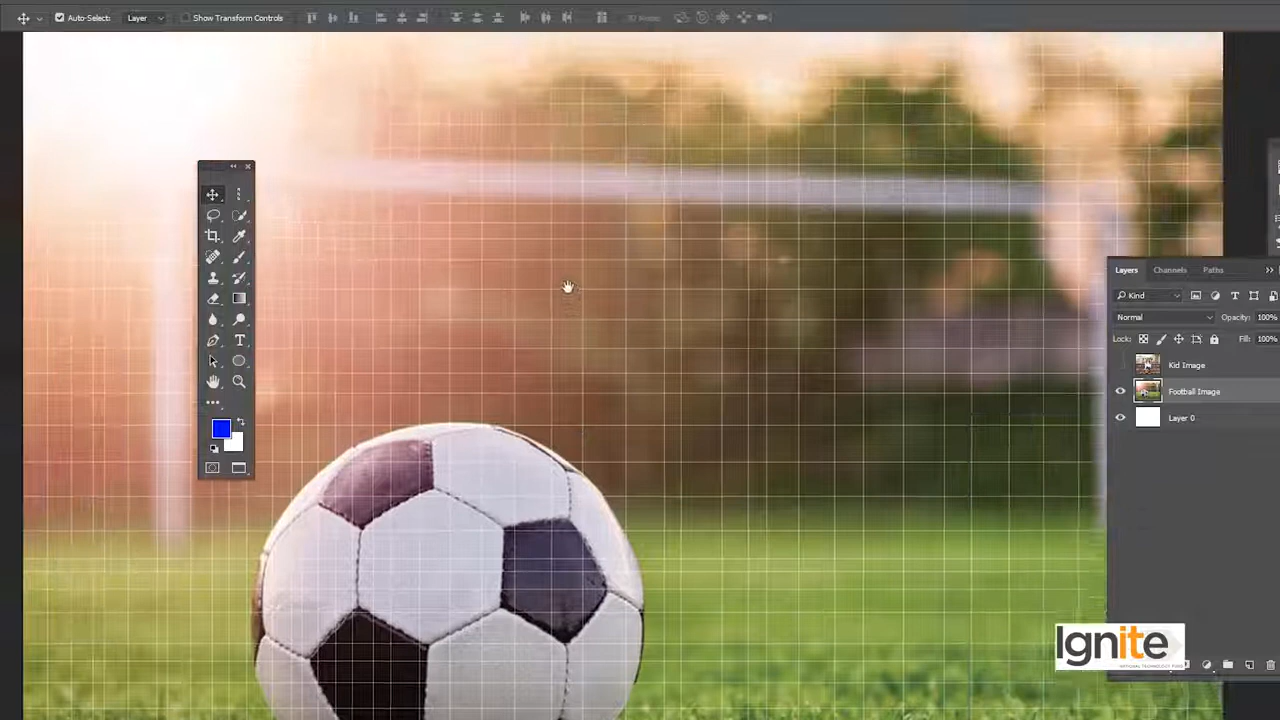 Auto-Select: Layer Show Transform Controls
Layers Channels Paths
Kind
Normal Opacity: 100%
Lock: Fill: 100%
Kid Image
Football Image
Layer 0
Ignite